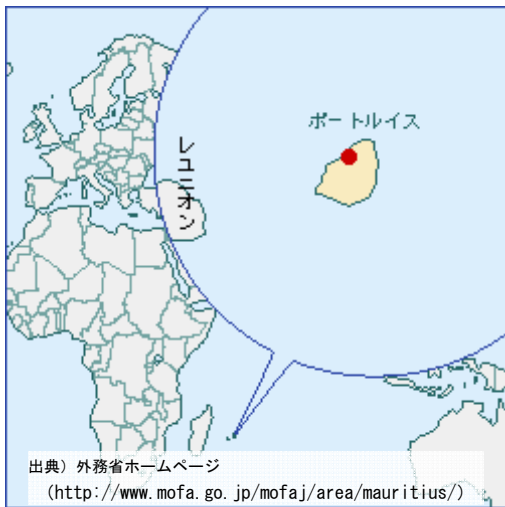 ポートルイス
レユニオン
出典) 外務省ホームページ
(http://www.mofa.go.jp/mofaj/area/mauritius/)